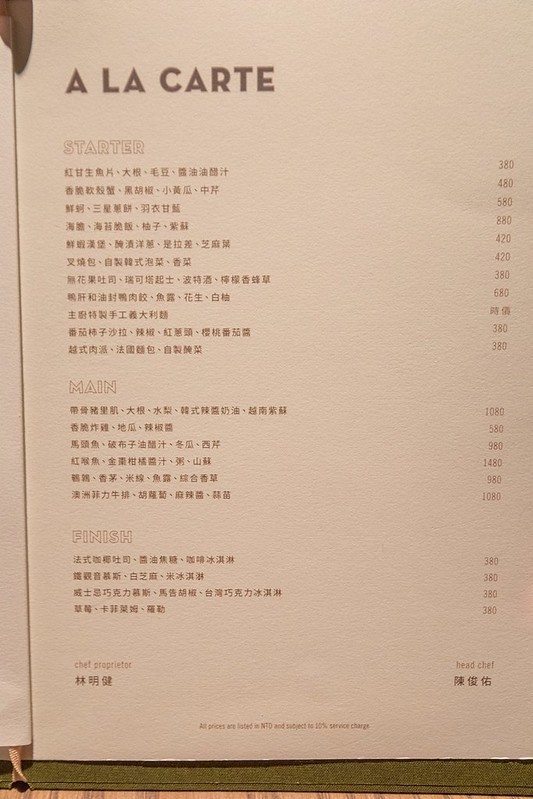 A LA CARTE
STARTER
紅甘生魚片、大根、毛豆、醬油油醋汁 380
香脆軟殼蟹、黑胡椒、小黃瓜、中芹 480
鮮蚵、三星蔥餅、羽衣甘藍 580
海膽、海苔脆飯、柚子、紫蘇 880
鮮蝦漢堡、醃漬洋蔥、是拉差、芝麻葉 420
叉燒包、自製韓式泡菜、香菜 420
無花果吐司、瑞可塔起士、波特酒、檸檬香蜂草 380
鴨肝和油封鴨肉餃、魚露、花生、白柚 680
主廚特製手工義大利麵 時價
番茄柿子沙拉、辣椒、紅蔥頭、櫻桃番茄醬 380
越式肉派、法國麵包、自製醃菜 380
MAIN
帶骨豬里肌、大根、水梨、韓式辣醬奶油、越南紫蘇 1080
香脆炸雞、地瓜、辣椒醬 580
馬頭魚、破布子油醋汁、冬瓜、西芹 980
紅喉魚、金棗柑橘醬汁、粥、山蘇 1480
鵪鶉、香茅、米線、魚露、綜合香草 980
澳洲菲力牛排、胡蘿蔔、麻辣醬、蒜苗 1080
FINISH
法式咖椰吐司、醬油焦糖、咖啡冰淇淋 380
鐵觀音慕斯、白芝麻、米冰淇淋 380
威士忌巧克力慕斯、馬告胡椒、台灣巧克力冰淇淋 380
草莓、卡菲萊姆、羅勒 380
chef proprietor head chef
林明健 陳俊佑
All prices are listed in NTD and subject to 10% service charge